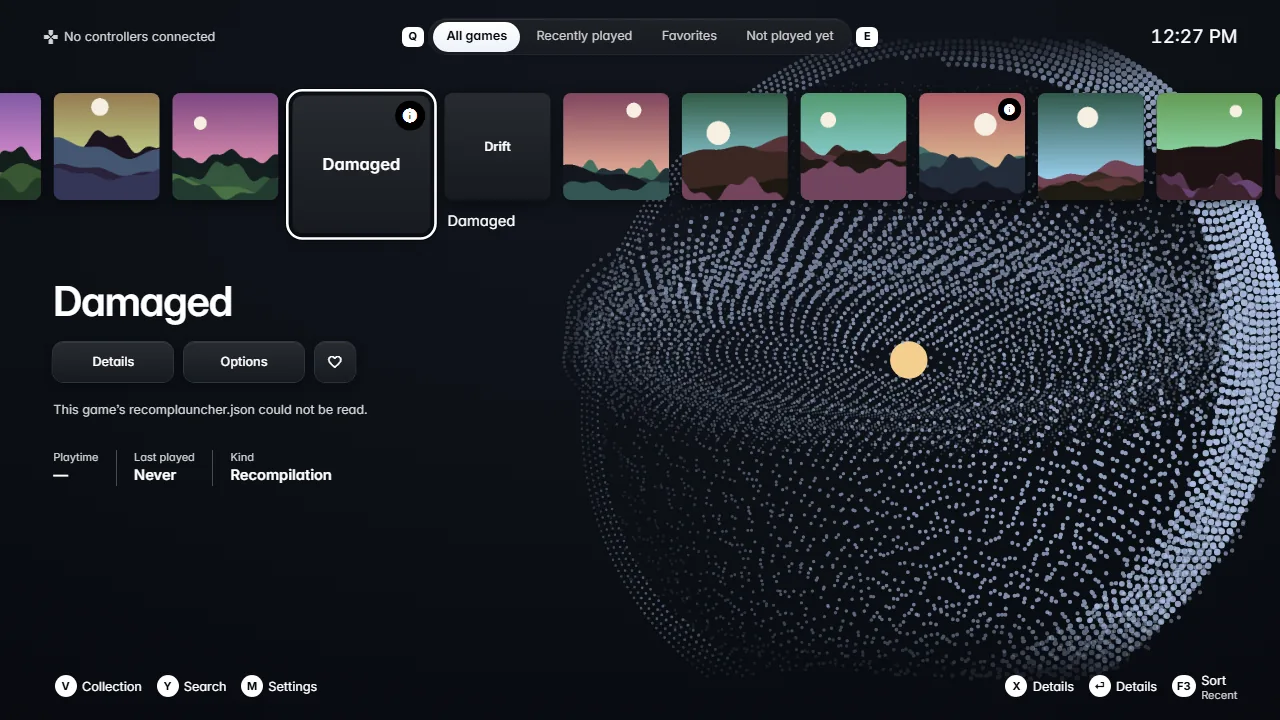 No controllers connected
Q
All games
Recently played
Favorites
Not played yet
E
12:27 PM
Damaged
Drift
Damaged
Damaged
Details
Options
This game's recomplauncher.json could not be read.
Playtime
Last played
Kind
—
Never
Recompilation
V Collection
Y Search
M Settings
X Details
Details
F3 Sort
Recent